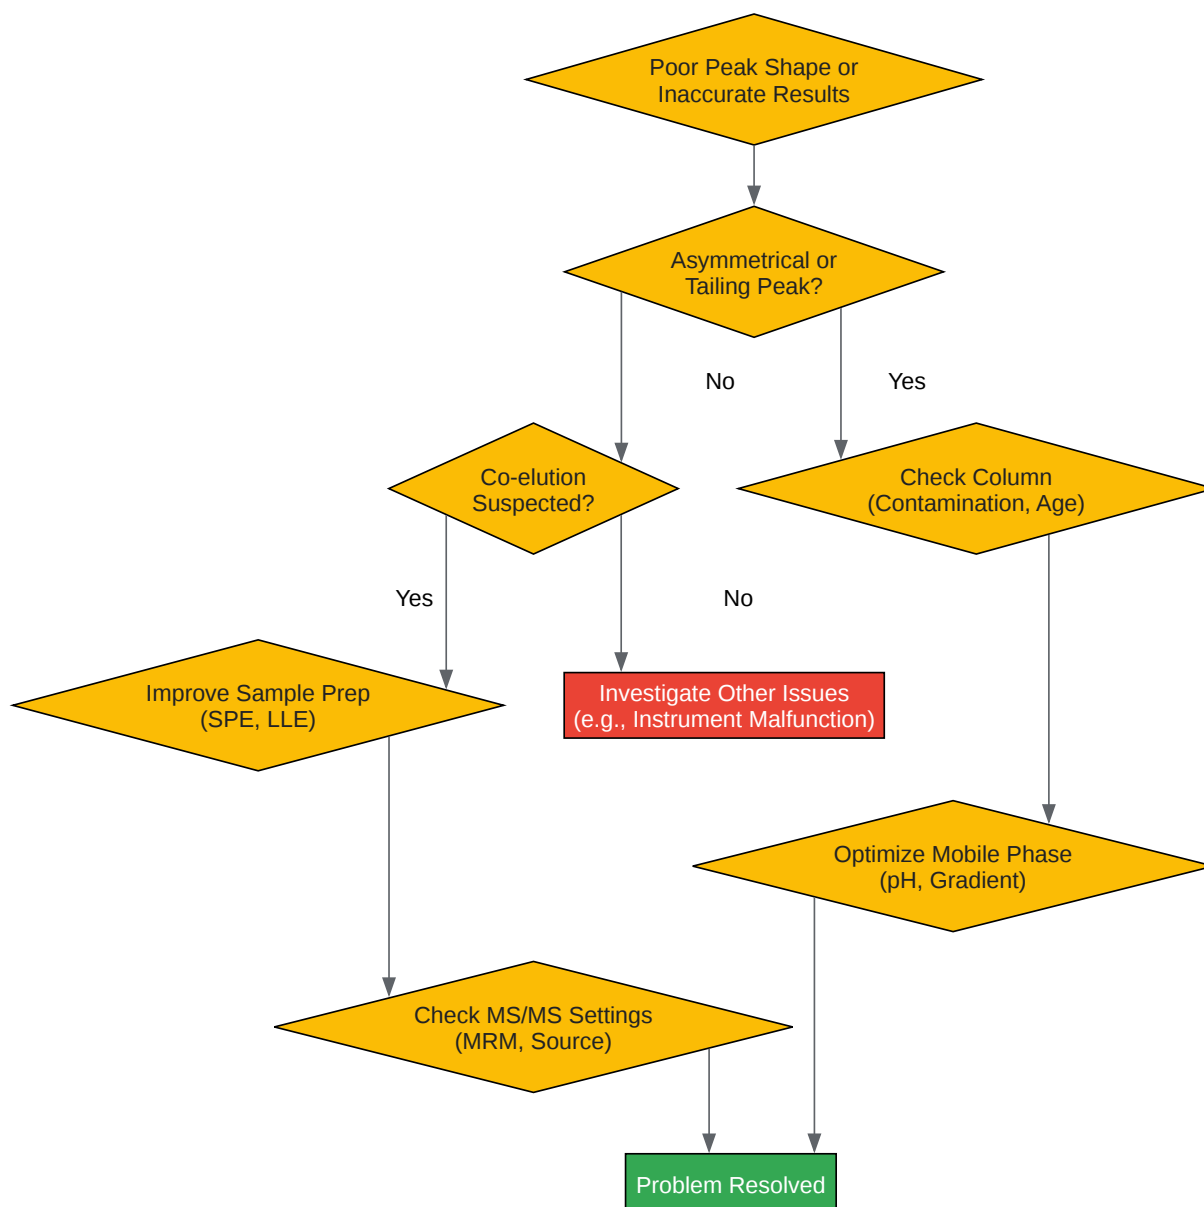 Poor Peak Shape or
Inaccurate Results
Asymmetrical or
Tailing Peak?
No
Yes
Co-elution
Suspected?
Check Column
(Contamination, Age)
Yes
No
Improve Sample Prep
(SPE, LLE)
Investigate Other Issues
(e.g., Instrument Malfunction)
Optimize Mobile Phase
(pH, Gradient)
Check MS/MS Settings
(MRM, Source)
Problem Resolved